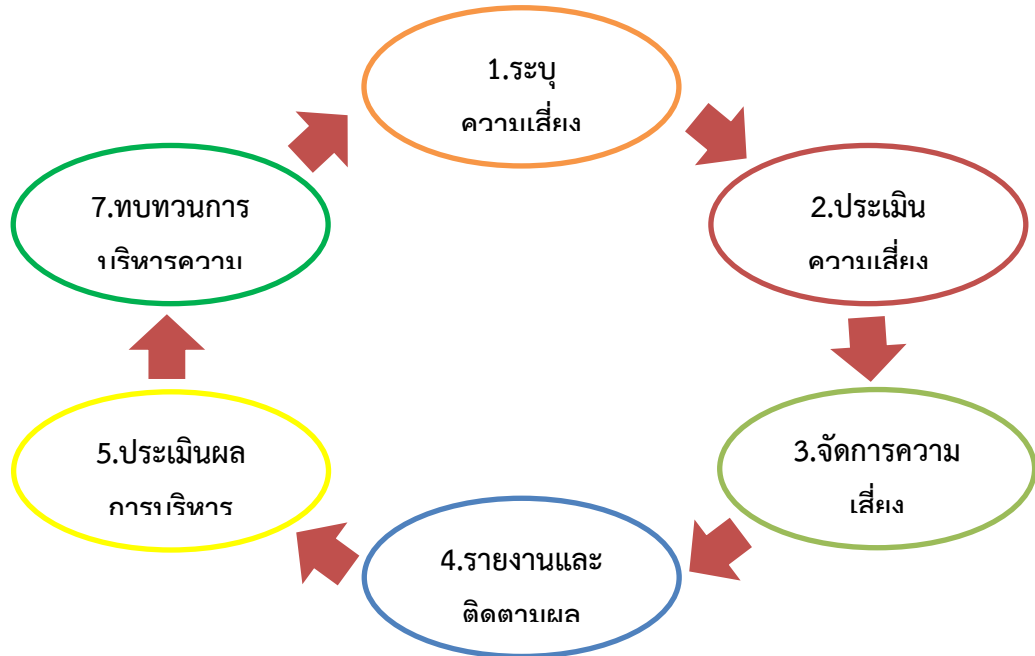 1.ระบุ
ความเสี่ยง
2.ประเมิน
ความเสี่ยง
3.จัดการความ
เสี่ยง
4.รายงานและ
ติดตามผล
5.ประเมินผล
การบริหาร
7.ทบทวนการ
บริหารความ